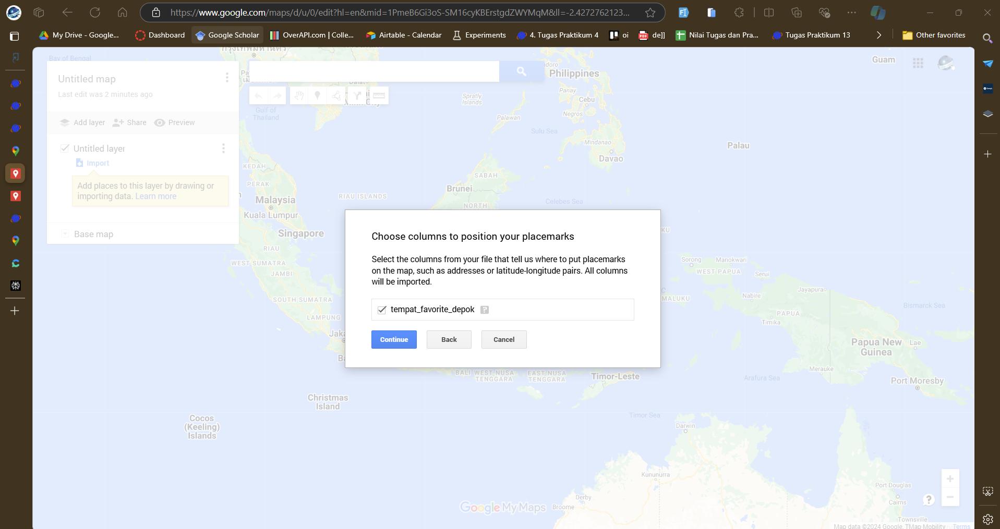 https://www.google.com/maps/d/u/0/edit?hl=en&mid=1PmeB6Gi3oS-SM16cyKBErstgdZWYMqM&ll=-2.4272762123...
My Drive - Google...
Dashboard
Google Scholar
OverAPI.com | Colle...
Airtable - Calendar
Experiments
4. Tugas Praktikum 4
oi
de]]
Nilai Tugas dan Pra...
Tugas Praktikum 13
Other favorites
Bay of Bengal
Untitled map
Last edit was 2 minutes ago
Add layer
Share
Preview
Untitled layer
Import
Add places to this layer by drawing or
importing data. Learn more
Base map
Guam
Philippines
Panay
Cebu
Negros
Spratly
Islands
Palawan
Gulf of
Thailand
Sulu Sea
Mindanao
Davao
Palau
KEDAH
PERAK
SABAH
Brunei
RIAU ISLANDS
Malaysia
Kuala Lumpur
Celebes Sea
NORTH
Singapore
RIAU
WEST SUMATRA
JAMBI
SOUTH SUMATRA
LAMPUNG
Choose columns to position your placemarks
Select the columns from your file that tell us where to put placemarks
on the map, such as addresses or latitude-longitude pairs. All columns
will be imported.
tempat_favorite_depok ?
Continue
Back
Cancel
KU
MALUKU
Sorong
Manokwari
WEST PAPUA
Serui
Jayapura
Nabire
Bismarck Sea
PAPUA
Timika
Papua New
Guinea
Lae
Merauke
Port Moresby
BALI
WEST NUSA
TENGGARA
EAST NUSA
TENGGARA
Timor-Leste
Arafura Sea
Christmas
Island
Cocos
(Keeling)
Islands
Timor Sea
Darwin
Kununurra
Derby
Broome
Port Douglas
Cairns
Townsville
Google My Maps
Map data ©2024 Google, TMap Mobility
Terms